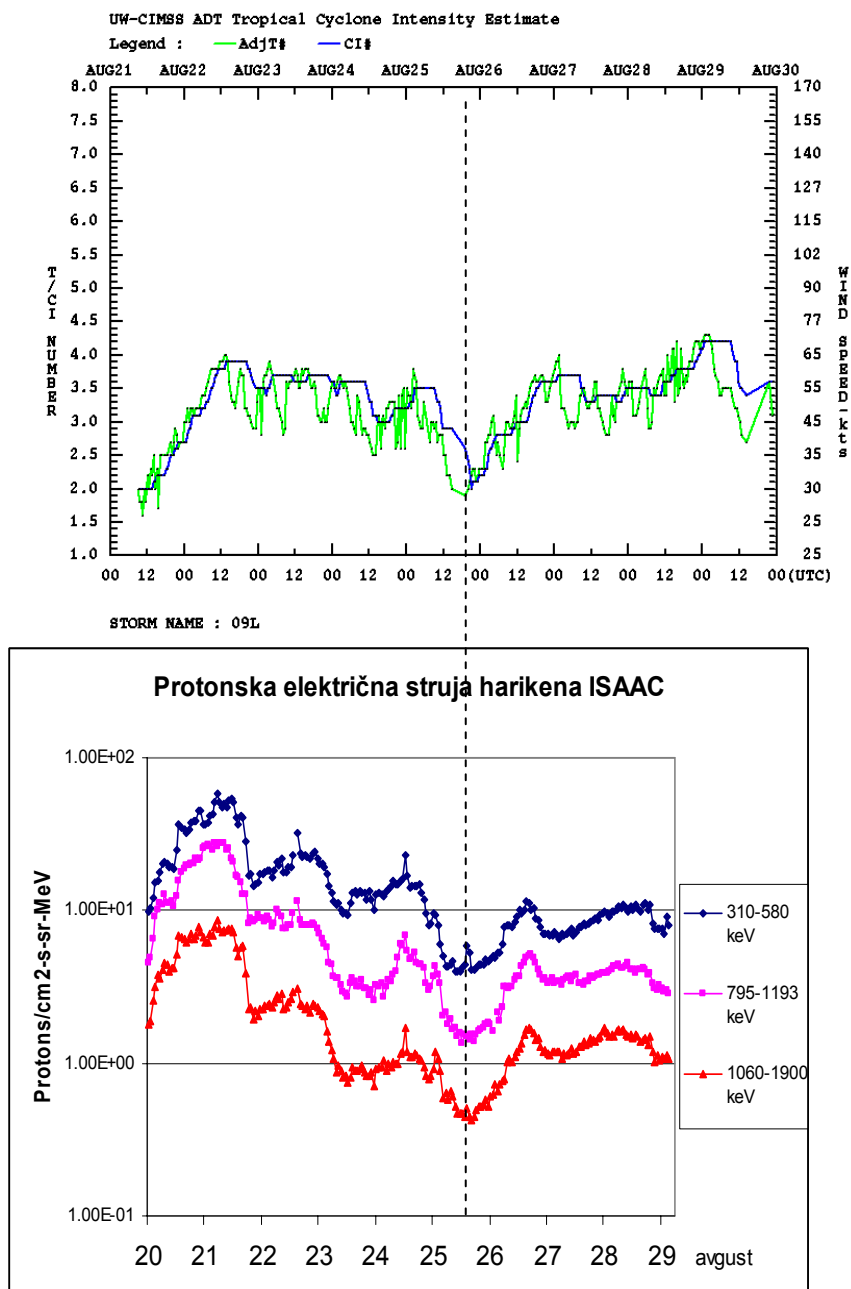 UW-CIMSS ADT Tropical Cyclone Intensity Estimate
Legend : AdjT# CI#
AUG21 AUG22 AUG23 AUG24 AUG25 AUG26 AUG27 AUG28 AUG29 AUG30
8.0 170
7.5 155
7.0 140
6.5 127
6.0 115
5.5 102
5.0 90
4.5 77
4.0 65
3.5 55
3.0 45
2.5 35
2.0 30
1.5 25
1.0 25
T/CI NUMBER
WIND SPEED-kts
00 12 00 12 00 12 00 12 00 12 00 12 00 12 00 12 00 12 00 (UTC)
STORM NAME : 09L
Protonska električna struja harikena ISAAC
Protons/cm2-s-sr-MeV
1.00E+02
1.00E+01
1.00E+00
1.00E-01
20 21 22 23 24 25 26 27 28 29 avgust
310-580
keV
795-1193
keV
1060-1900
keV